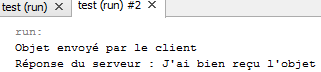 test (run)
test (run) #2
run:
Objet envoyé par le client
Réponse du serveur : J'ai bien reçu l'objet